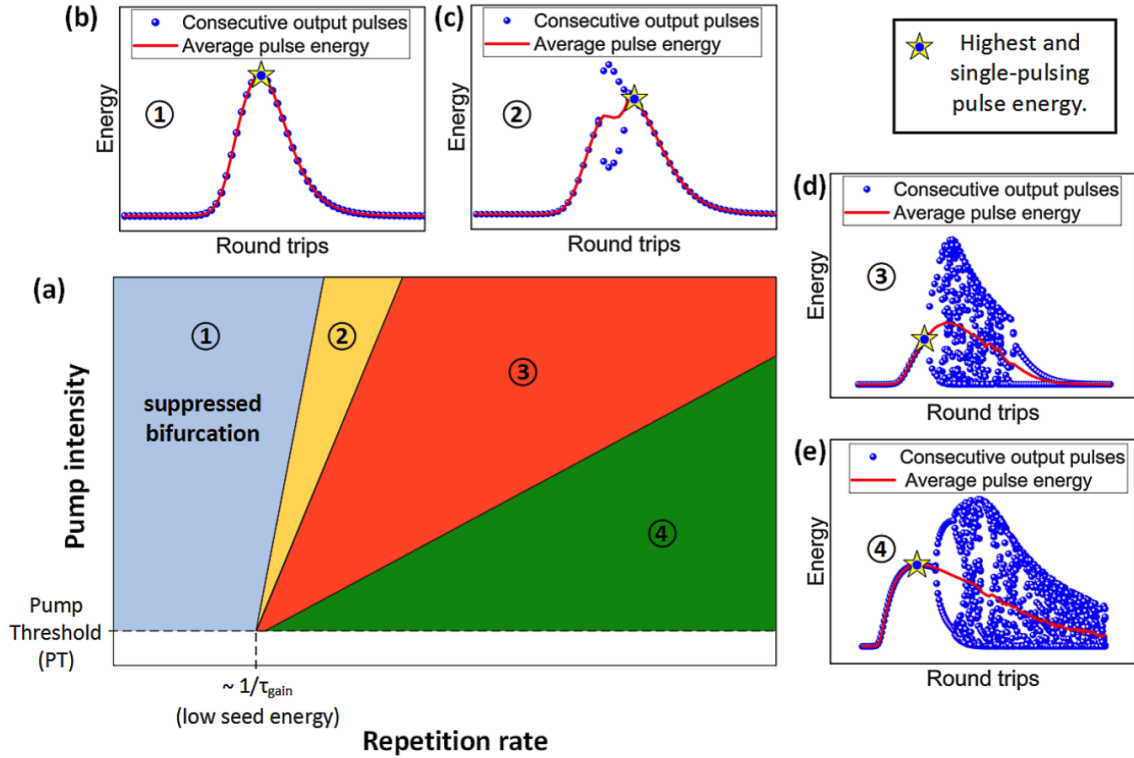 (b)
Consecutive output pulses
Average pulse energy
①
Energy
Round trips
(c)
Consecutive output pulses
Average pulse energy
②
Energy
Round trips
Highest and
single-pulsing
pulse energy.
(a)
①
②
③
④
suppressed
bifurcation
Pump intensity
Pump
Threshold
(PT)
~ 1/τgain
(low seed energy)
Repetition rate
(d)
Consecutive output pulses
Average pulse energy
③
Energy
Round trips
(e)
Consecutive output pulses
Average pulse energy
④
Energy
Round trips